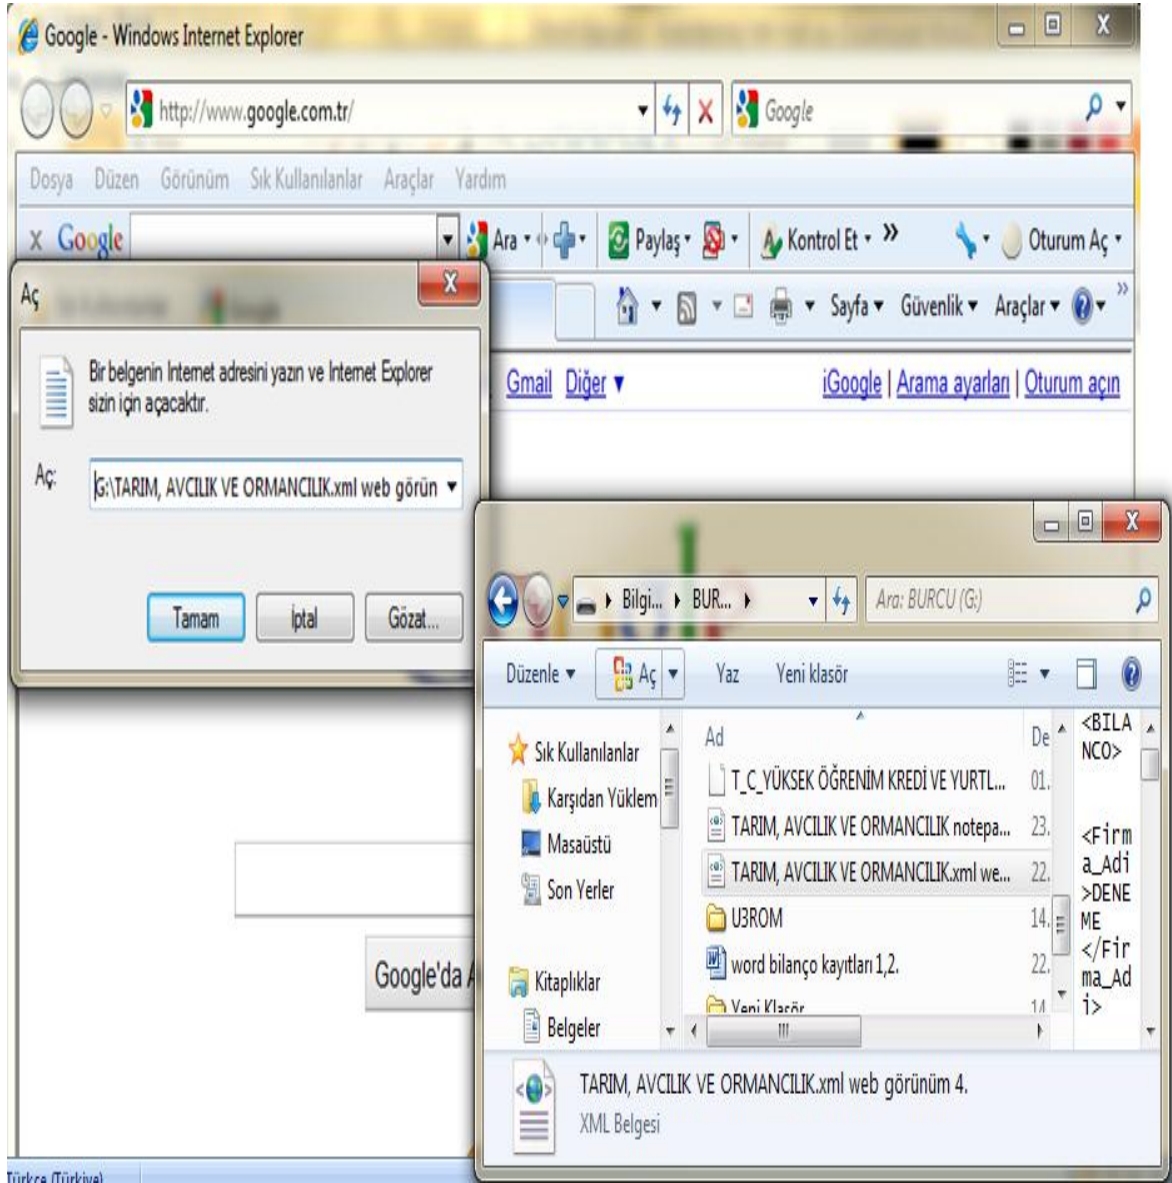 Google - Windows Internet Explorer
http://www.google.com.tr/
Google
Dosya Düzen Görünüm Sık Kullanılanlar Araçlar Yardım
x Google Ara Paylaş Kontrol Et » Oturum Aç
Sayfa Güvenlik Araçlar »
Gmail Diğer iGoogle | Arama ayarları | Oturum açın
Aç
Bir belgenin Internet adresini yazın ve Internet Explorer
sizin için açacaktır.
Aç: G:\TARIM, AVCILIK VE ORMANCILIK.xml web görün
Tamam İptal Gözat...
Google'da A
Bilgi... BUR... Ara: BURCU (G:)
Düzenle Aç Yaz Yeni klasör
Sık Kullanılanlar
Karşıdan Yüklem
Masaüstü
Son Yerler
Kitaplıklar
Belgeler
Ad De
T_C_YÜKSEK ÖĞRENİM KREDİ VE YURTL... 01.
TARIM, AVCILIK VE ORMANCILIK notepa... 23.
TARIM, AVCILIK VE ORMANCILIK.xml we... 22.
U3ROM 14.
word bilanço kayıtları 1,2. 22.
Yeni Klasör 14
<BILA
NCO>
<Firm
a_Adi
>DENE
ME
</Fir
ma_Ad
i>
TARIM, AVCILIK VE ORMANCILIK.xml web görünüm 4.
XML Belgesi
Türkçe (Türkiye)